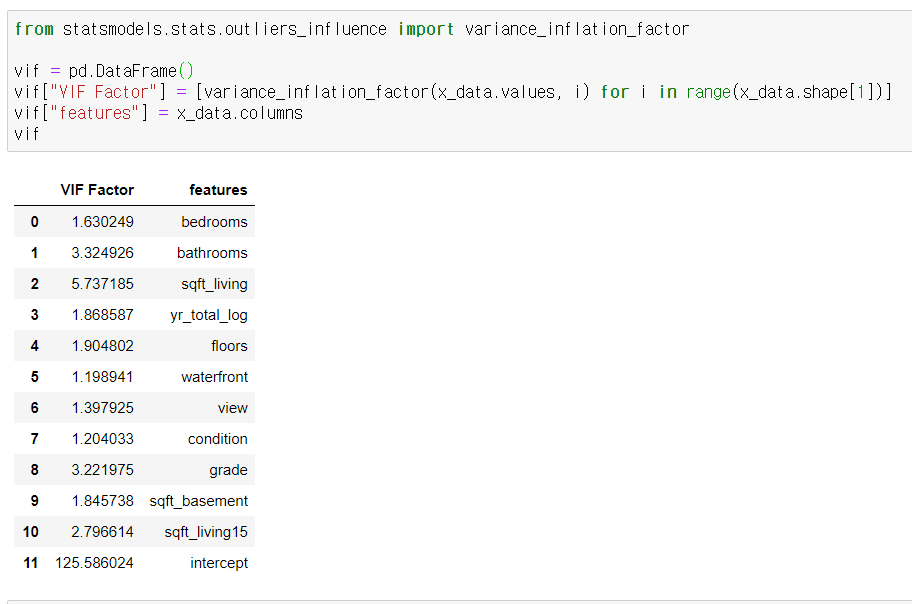 from statsmodels.stats.outliers_influence import variance_inflation_factor
vif = pd.DataFrame()
vif["VIF Factor"] = [variance_inflation_factor(x_data.values, i) for i in range(x_data.shape[1])]
vif["features"] = x_data.columns
vif
VIF Factor features
0 1.630249 bedrooms
1 3.324926 bathrooms
2 5.737185 sqft_living
3 1.868587 yr_total_log
4 1.904802 floors
5 1.198941 waterfront
6 1.397925 view
7 1.204033 condition
8 3.221975 grade
9 1.845738 sqft_basement
10 2.796614 sqft_living15
11 125.586024 intercept